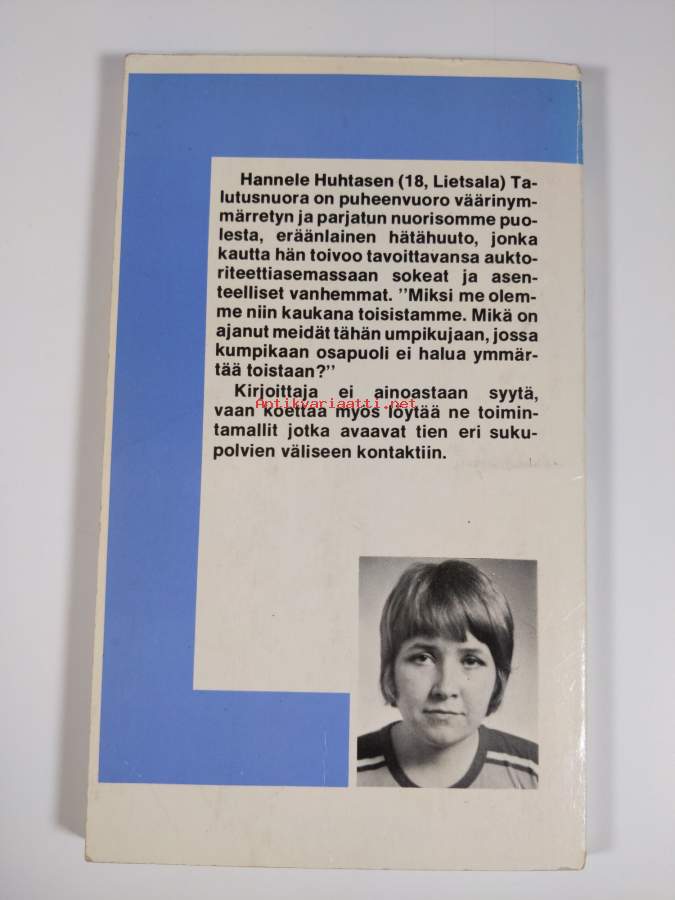 Hannele Huhtasen (18, Lietsala) Ta-
lutusnuora on puheenvuoro väärinym-
märretyn ja parjatun nuorisomme puo-
lesta, eräänlainen hätähuuto, jonka
kautta hän toivoo tavoittavansa aukto-
riteettiasemassaan sokeat ja asen-
teelliset vanhemmat. ”Miksi me olem-
me niin kaukana toisistamme. Mikä on
ajanut meidät tähän umpikujaan, jossa
kumpikaan osapuoli ei halua ymmär-
tää toistaan?”
Kirjoittaja ei ainoastaan syytä,
vaan koettaa myös löytää ne toimin-
Antikvariaatti.net
tamallit jotka avaavat tien eri suku-
polvien väliseen kontaktiin.